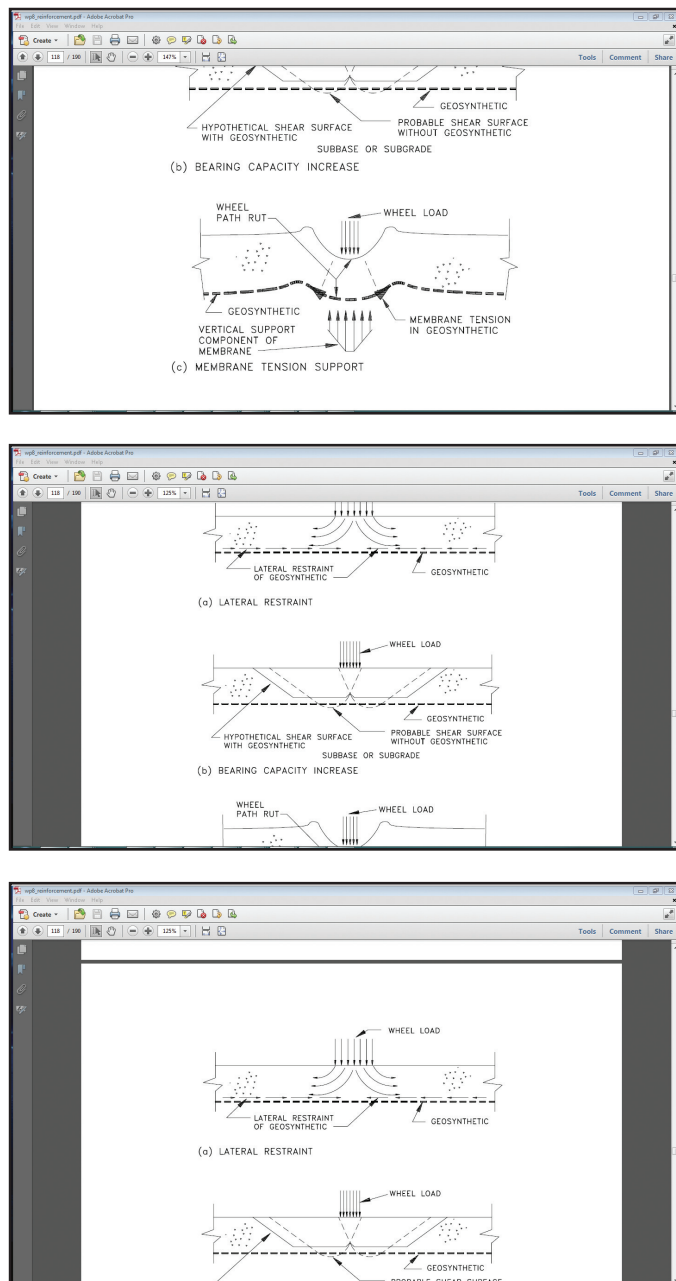 wp8_reinforcement.pdf - Adobe Acrobat Pro
File Edit View Window Help
Create
118 / 190
147%
Tools Comment Share
GEOSYNTHETIC
HYPOTHETICAL SHEAR SURFACE
WITH GEOSYNTHETIC
PROBABLE SHEAR SURFACE
WITHOUT GEOSYNTHETIC
SUBBASE OR SUBGRADE
(b) BEARING CAPACITY INCREASE
WHEEL
PATH RUT
WHEEL LOAD
GEOSYNTHETIC
MEMBRANE TENSION
IN GEOSYNTHETIC
VERTICAL SUPPORT
COMPONENT OF
MEMBRANE
(c) MEMBRANE TENSION SUPPORT
wp8_reinforcement.pdf - Adobe Acrobat Pro
File Edit View Window Help
Create
118 / 190
125%
Tools Comment Share
LATERAL RESTRAINT
OF GEOSYNTHETIC
GEOSYNTHETIC
(a) LATERAL RESTRAINT
WHEEL LOAD
GEOSYNTHETIC
HYPOTHETICAL SHEAR SURFACE
WITH GEOSYNTHETIC
PROBABLE SHEAR SURFACE
WITHOUT GEOSYNTHETIC
SUBBASE OR SUBGRADE
(b) BEARING CAPACITY INCREASE
WHEEL
PATH RUT
WHEEL LOAD
wp8_reinforcement.pdf - Adobe Acrobat Pro
File Edit View Window Help
Create
118 / 190
125%
Tools Comment Share
WHEEL LOAD
LATERAL RESTRAINT
OF GEOSYNTHETIC
GEOSYNTHETIC
(a) LATERAL RESTRAINT
WHEEL LOAD
GEOSYNTHETIC
PROBABLE SHEAR SURFACE